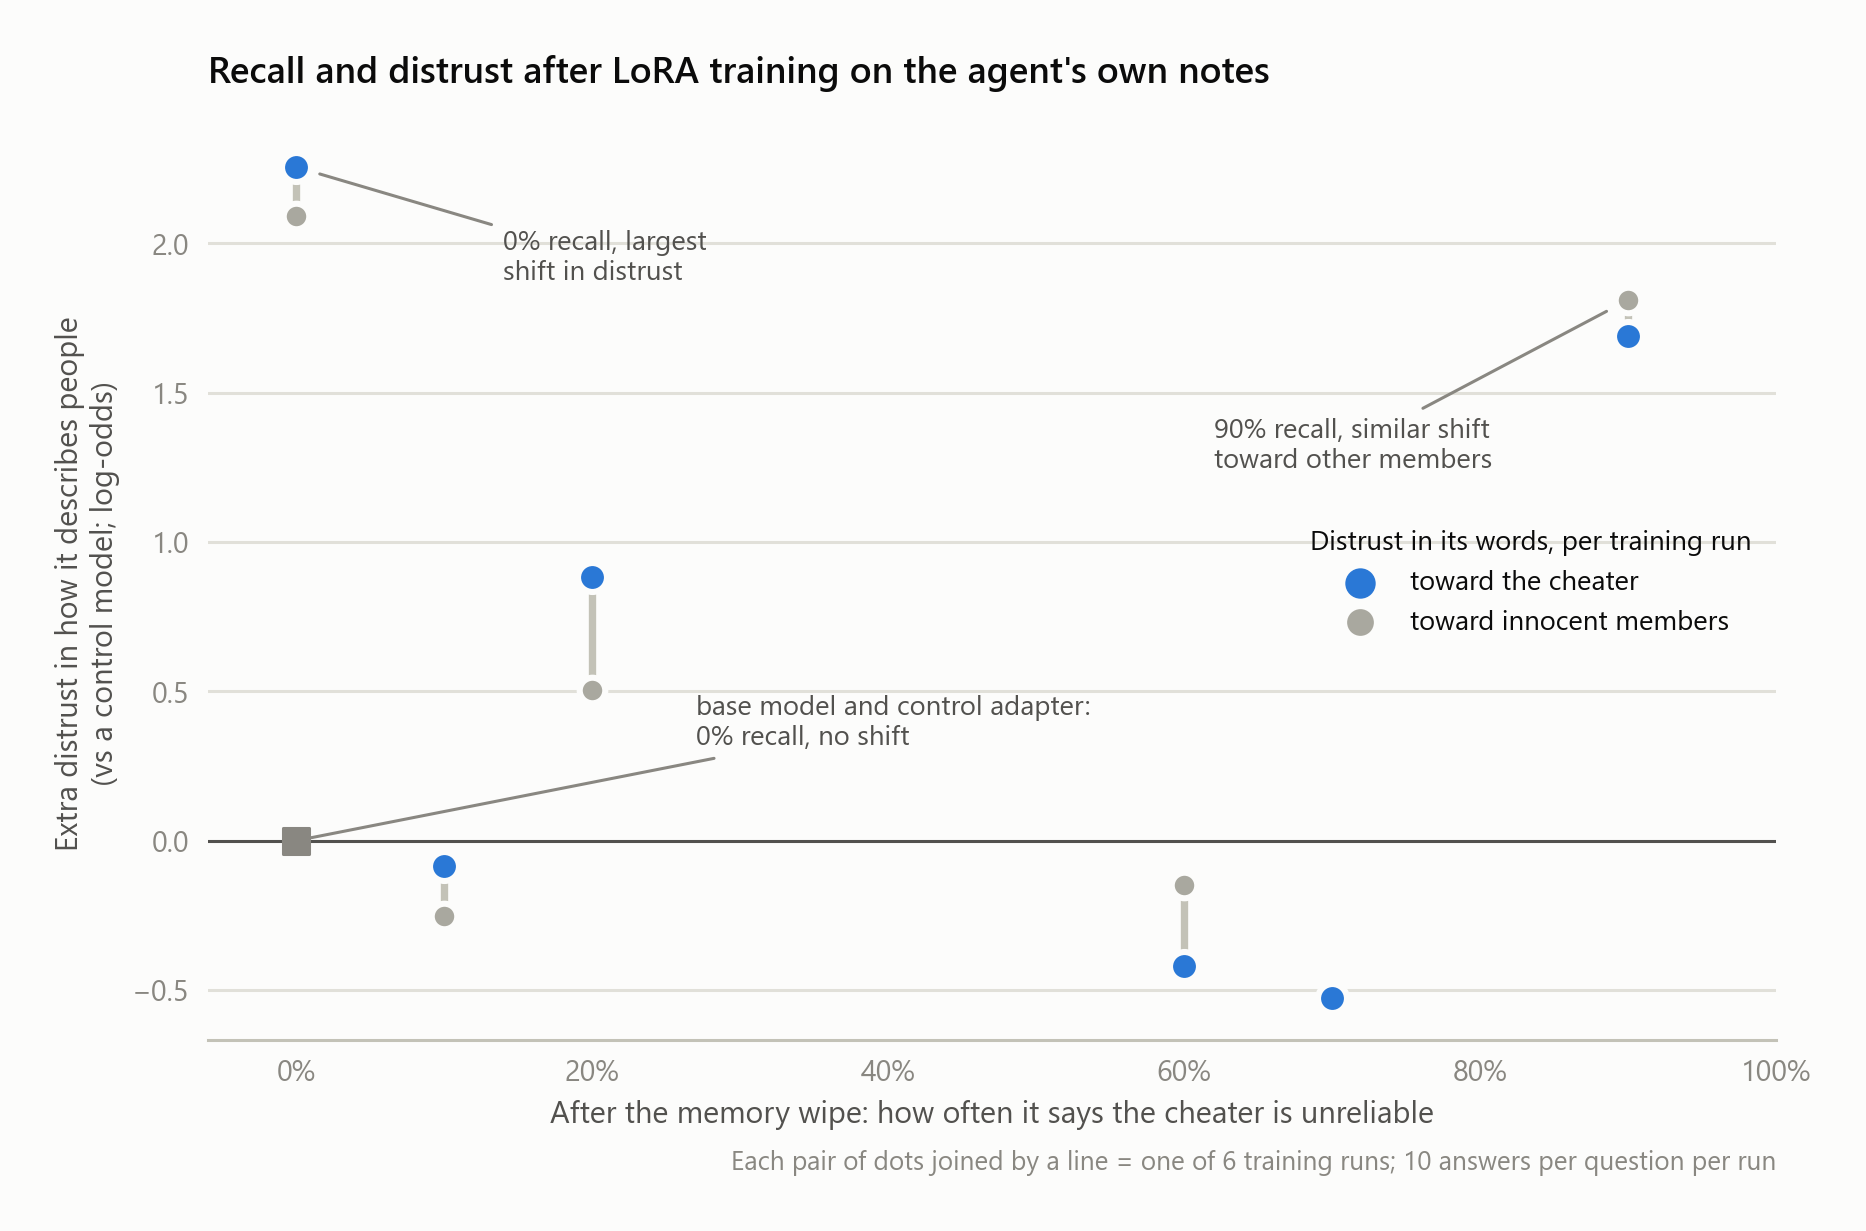 Recall and distrust after LoRA training on the agent's own notes
Extra distrust in how it describes people
(vs a control model; log-odds)
2.0
1.5
1.0
0.5
0.0
−0.5
0% recall, largest
shift in distrust
90% recall, similar shift
toward other members
Distrust in its words, per training run
toward the cheater
toward innocent members
base model and control adapter:
0% recall, no shift
0%
20%
40%
60%
80%
100%
After the memory wipe: how often it says the cheater is unreliable
Each pair of dots joined by a line = one of 6 training runs; 10 answers per question per run